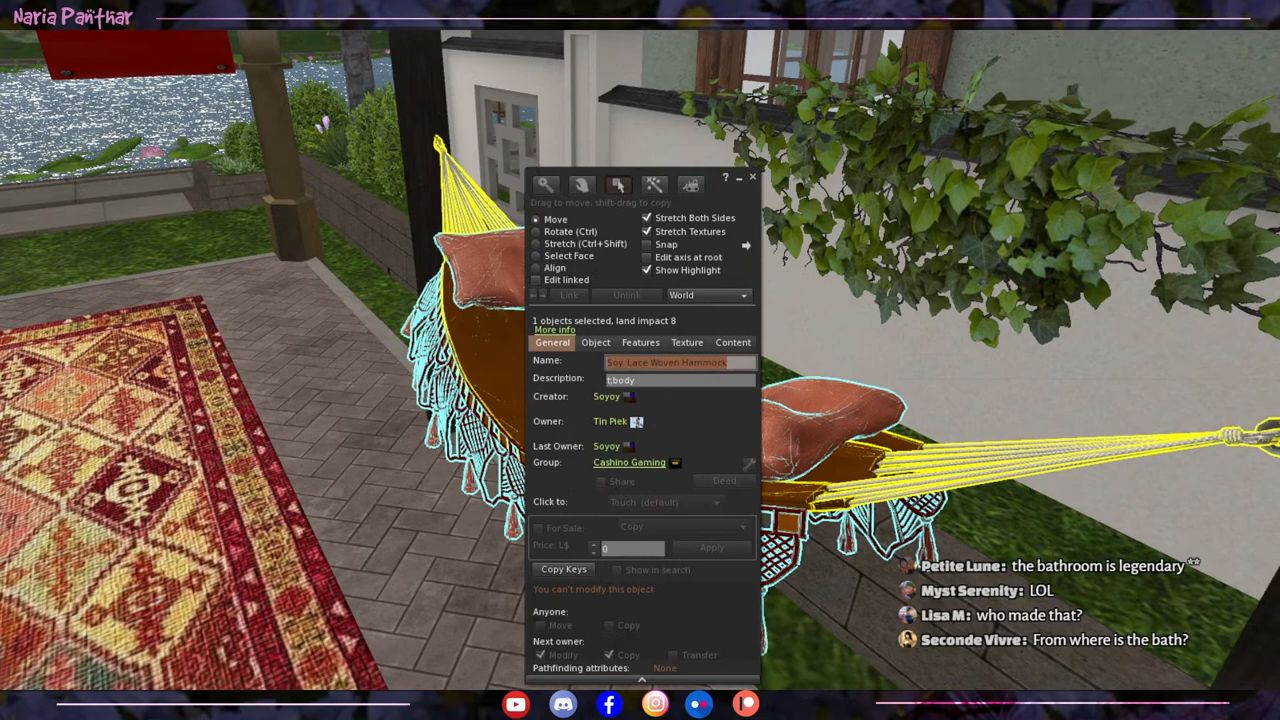 Naria Panthar
Drag to move, shift-drag to copy
? – ×
Move
Rotate (Ctrl)
Stretch (Ctrl+Shift)
Select Face
Align
Edit linked
Stretch Both Sides
Stretch Textures
Snap
Edit axis at root
Show Highlight
Link
Unlink
World
1 objects selected, land impact 8
More info
General Object Features Texture Content
Name: Soy. Lace Woven Hammock
Description: t;body
Creator: Soyoy
Owner: Tin Piek
Last Owner: Soyoy
Group: Cashino Gaming
Share Deed
Click to: Touch (default)
For Sale: Copy
Price: L$ 0 Apply
Copy Keys Show in search
You can't modify this object
Anyone:
Move Copy
Next owner:
Modify Copy Transfer
Pathfinding attributes: None
Petite Lune: the bathroom is legendary **
Myst Serenity: LOL
Lisa M: who made that?
Seconde Vivre: From where is the bath?